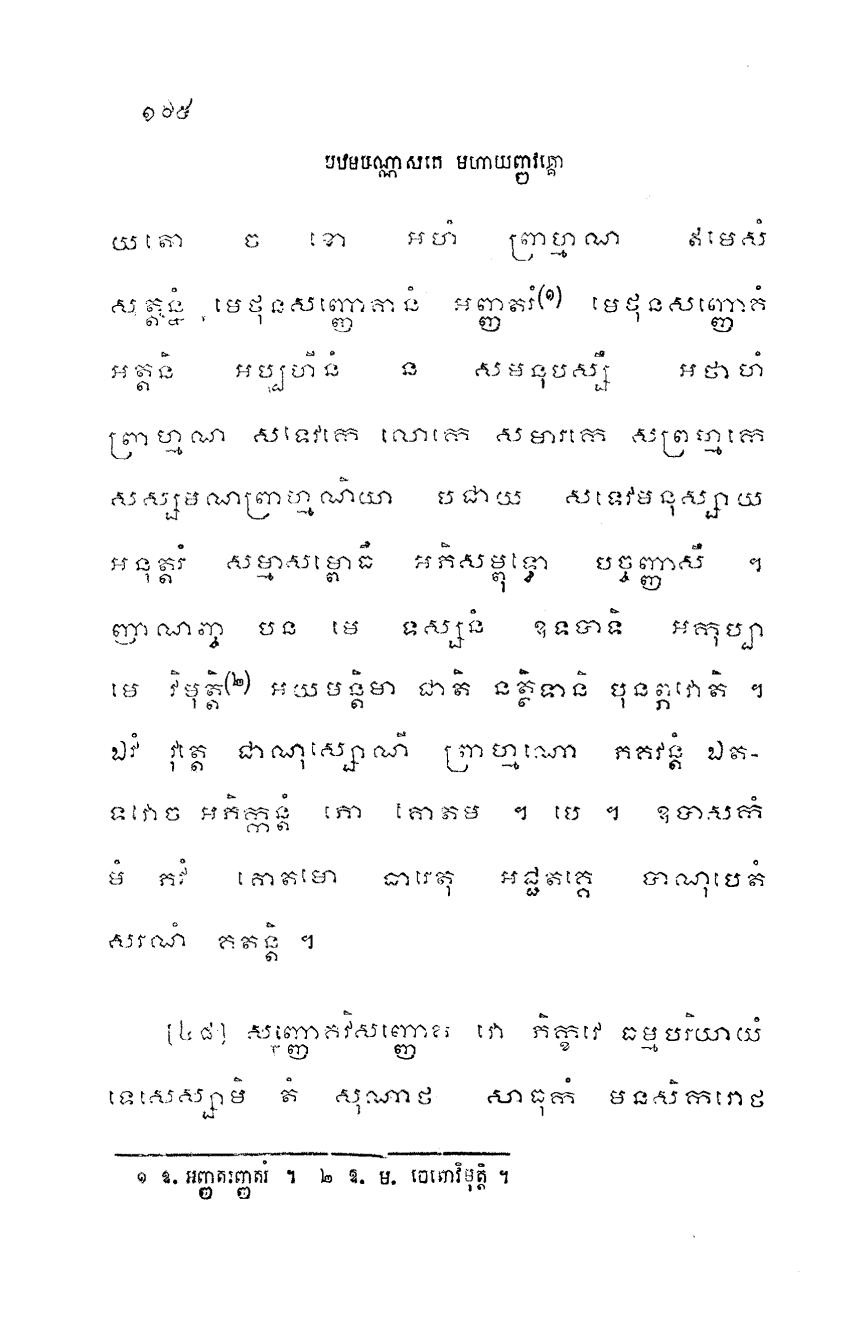 ១៦៥
បឋមបណ្ណាសកេ មហាយញ្ញវគ្គោ
យតោ ច ខោ អហំ ព្រាហ្មណ ឥមេសំ
សត្តន្នំ មេថុនសញ្ញោគានំ អញ្ញតរំ(១) មេថុនសញ្ញោគំ
អត្តនិ អប្បហីនំ ន សមនុបស្សឹ អថាហំ
ព្រាហ្មណ សទេវកេ លោកេ សមារកេ សព្រហ្មកេ
សស្សមណព្រាហ្មណិយា បជាយ សទេវមនុស្សាយ
អនុត្តរំ សម្មាសម្ពោធឹ អភិសម្ពុទ្ធោ បច្ចញ្ញាសឹ ។
ញាណញ្ច បន មេ ទស្សនំ ឧទបាទិ អកុប្បា
មេ វិមុត្តិ(២) អយមន្តិមា ជាតិ នត្ថិទានិ បុនព្ភវោតិ ។
ឯវំ វុត្តេ ជាណុស្សោណី ព្រាហ្មណោ ភគវន្តំ ឯត-
ទវោច អភិក្កន្តំ ភោ គោតម ។ បេ ។ ឧបាសកំ
មំ ភវំ គោតមោ ធារេតុ អជ្ជតគ្គេ បាណុបេតំ
សរណំ គតន្តិ ។
[៤៨] សញ្ញោគវិសញ្ញោគំ វោ ភិក្ខវេ ធម្មបរិយាយំ
ទេសេស្សាមិ តំ សុណាថ សាធុកំ មនសិករោថ
១ ឱ. អញ្ញតរញ្ញតរំ ។ ២ ឱ. ម. ចេតោវិមុត្តិ ។